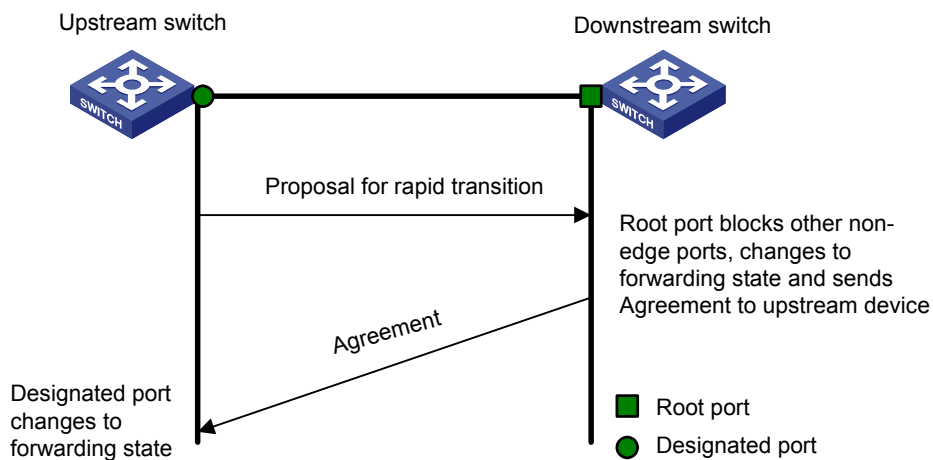 Upstream switch
Downstream switch
SWITCH
SWITCH
Proposal for rapid transition
Root port blocks other non-
edge ports, changes to
forwarding state and sends
Agreement to upstream device
Agreement
Designated port
changes to
forwarding state
Root port
Designated port